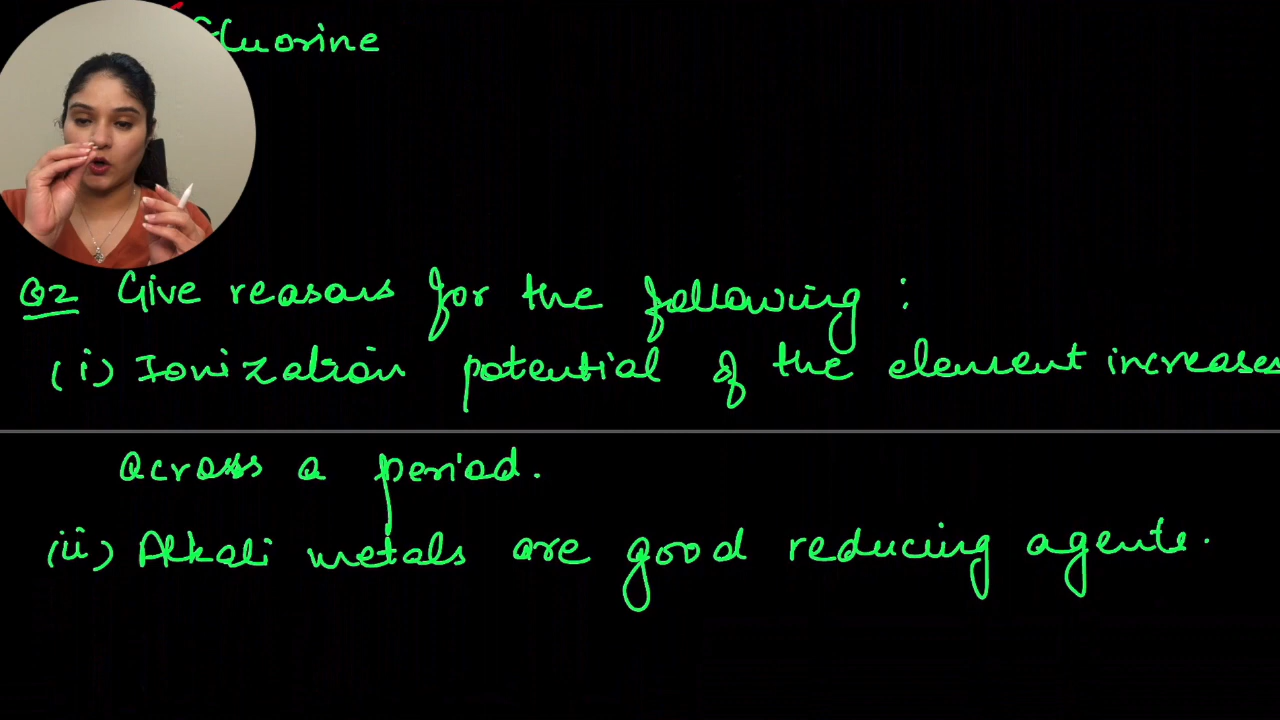 Fluorine
Q2 Give reasons for the following :
(i) Ionization potential of the element increases
across a period.
(ii) Alkali metals are good reducing agents.